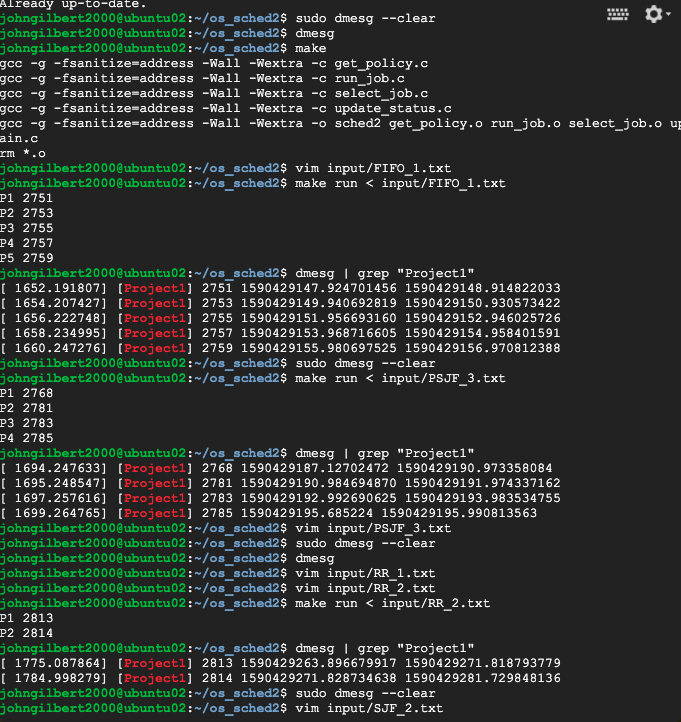 Already up-to-date.
johngilbert2000@ubuntu02:~/os_sched2$ sudo dmesg --clear
johngilbert2000@ubuntu02:~/os_sched2$ dmesg
johngilbert2000@ubuntu02:~/os_sched2$ make
gcc -g -fsanitize=address -Wall -Wextra -c get_policy.c
gcc -g -fsanitize=address -Wall -Wextra -c run_job.c
gcc -g -fsanitize=address -Wall -Wextra -c select_job.c
gcc -g -fsanitize=address -Wall -Wextra -c update_status.c
gcc -g -fsanitize=address -Wall -Wextra -o sched2 get_policy.o run_job.o select_job.o up
ain.c
rm *.o
johngilbert2000@ubuntu02:~/os_sched2$ vim input/FIFO_1.txt
johngilbert2000@ubuntu02:~/os_sched2$ make run < input/FIFO_1.txt
P1 2751
P2 2753
P3 2755
P4 2757
P5 2759
johngilbert2000@ubuntu02:~/os_sched2$ dmesg | grep "Project1"
[ 1652.191807] [Project1] 2751 1590429147.924701456 1590429148.914822033
[ 1654.207427] [Project1] 2753 1590429149.940692819 1590429150.930573422
[ 1656.222748] [Project1] 2755 1590429151.956693160 1590429152.946025726
[ 1658.234995] [Project1] 2757 1590429153.968716605 1590429154.958401591
[ 1660.247276] [Project1] 2759 1590429155.980697525 1590429156.970812388
johngilbert2000@ubuntu02:~/os_sched2$ sudo dmesg --clear
johngilbert2000@ubuntu02:~/os_sched2$ make run < input/PSJF_3.txt
P1 2768
P2 2781
P3 2783
P4 2785
johngilbert2000@ubuntu02:~/os_sched2$ dmesg | grep "Project1"
[ 1694.247633] [Project1] 2768 1590429187.12702472 1590429190.973358084
[ 1695.248547] [Project1] 2781 1590429190.984694870 1590429191.974337162
[ 1697.257616] [Project1] 2783 1590429192.992690625 1590429193.983534755
[ 1699.264765] [Project1] 2785 1590429195.685224 1590429195.990813563
johngilbert2000@ubuntu02:~/os_sched2$ vim input/PSJF_3.txt
johngilbert2000@ubuntu02:~/os_sched2$ sudo dmesg --clear
johngilbert2000@ubuntu02:~/os_sched2$ dmesg
johngilbert2000@ubuntu02:~/os_sched2$ vim input/RR_1.txt
johngilbert2000@ubuntu02:~/os_sched2$ vim input/RR_2.txt
johngilbert2000@ubuntu02:~/os_sched2$ make run < input/RR_2.txt
P1 2813
P2 2814
johngilbert2000@ubuntu02:~/os_sched2$ dmesg | grep "Project1"
[ 1775.087864] [Project1] 2813 1590429263.896679917 1590429271.818793779
[ 1784.998279] [Project1] 2814 1590429271.828734638 1590429281.729848136
johngilbert2000@ubuntu02:~/os_sched2$ sudo dmesg --clear
johngilbert2000@ubuntu02:~/os_sched2$ vim input/SJF_2.txt